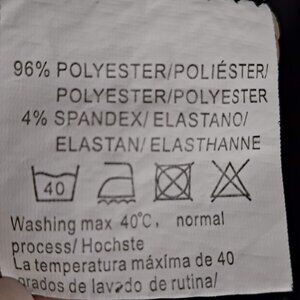 96% POLYESTER/POLIÉSTER/
POLYESTER/POLYESTER
4% SPANDEX/ELASTANO/
ELASTAN/ELASTHANNE
40
Washing max 40℃, normal
process/Hochste
La temperatura máxima de 40
grados de lavado de rutina/